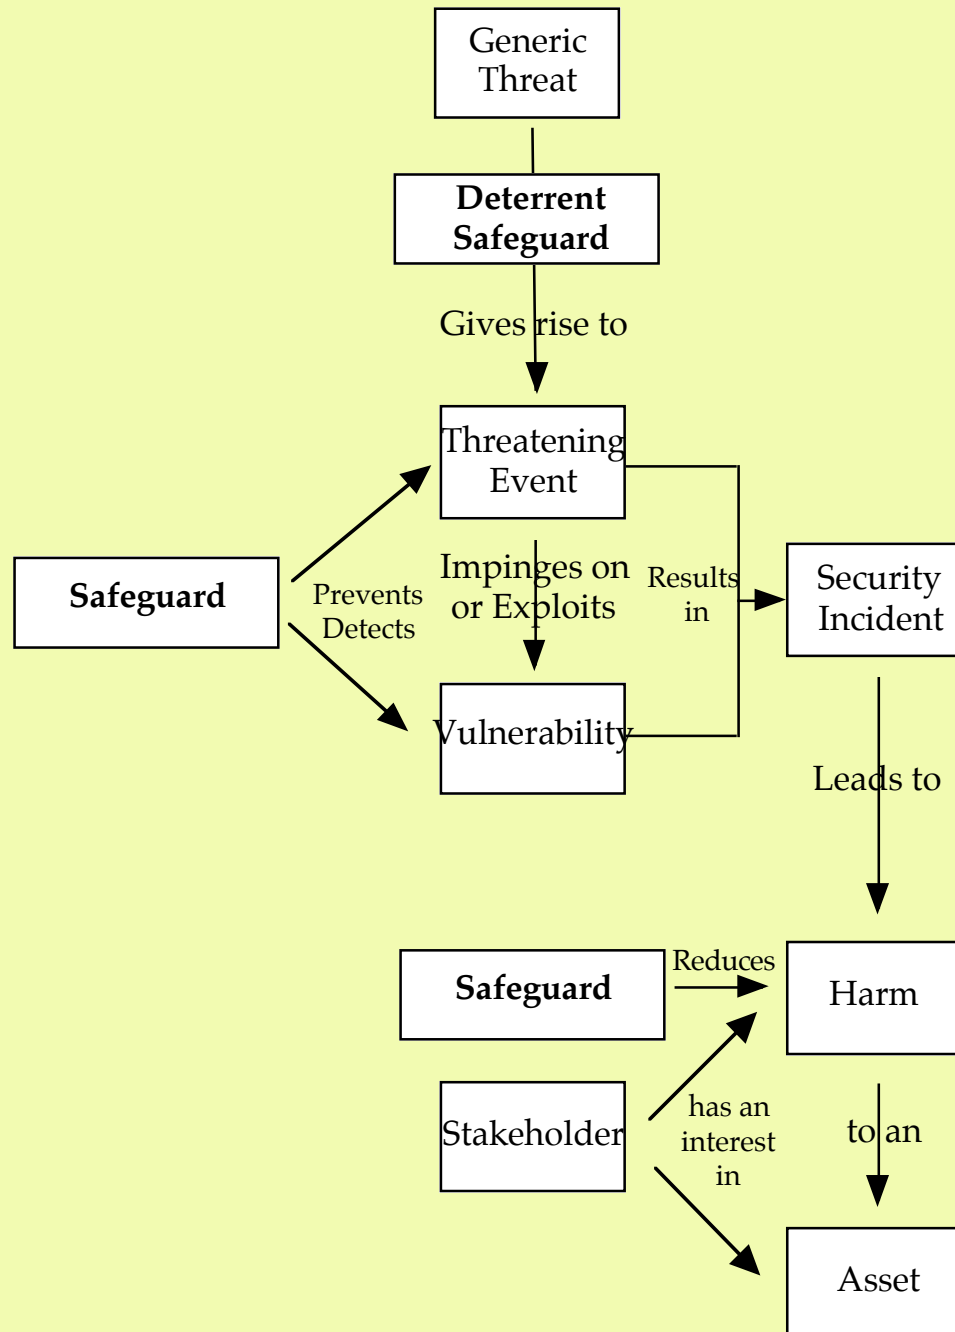 Generic
Threat
Deterrent
Safeguard
Gives rise to
Threatening
Event
Safeguard
Prevents
Detects
Impinges on
or Exploits
Results
in
Security
Incident
Vulnerability
Leads to
Safeguard
Reduces
Harm
Stakeholder
has an
interest
in
to an
Asset